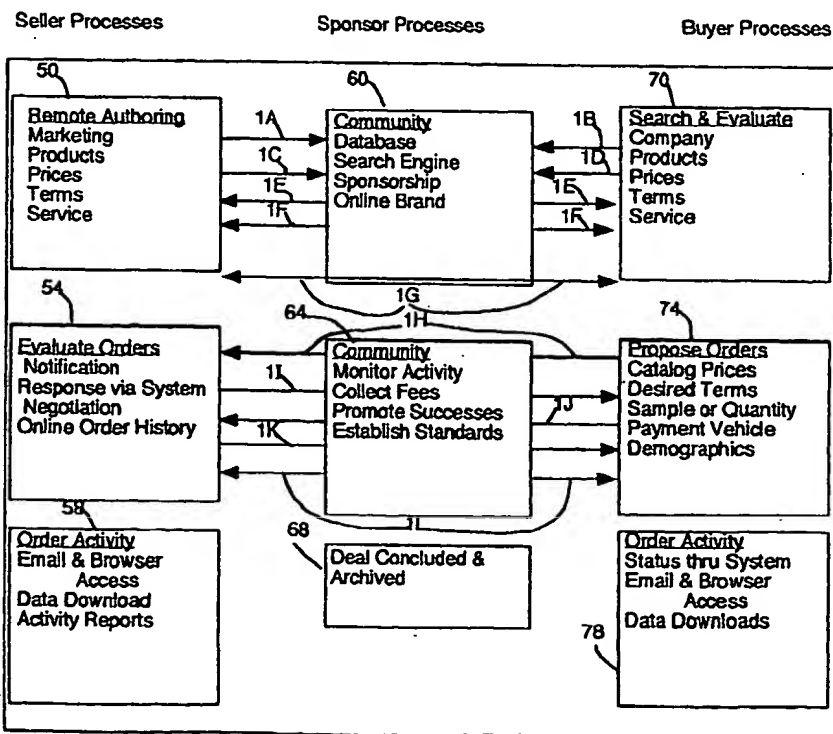 Seller Processes
Sponsor Processes
Buyer Processes
50
Remote Authoring
Marketing
Products
Prices
Terms
Service
1A
1C
1E
1F
60
Community
Database
Search Engine
Sponsorship
Online Brand
1B
1D
1E
1F
70
Search & Evaluate
Company
Products
Prices
Terms
Service
1G
1H
54
Evaluate Orders
Notification
Response via System
Negotiation
Online Order History
1I
1K
64
Community
Monitor Activity
Collect Fees
Promote Successes
Establish Standards
1J
1L
74
Propose Orders
Catalog Prices
Desired Terms
Sample or Quantity
Payment Vehicle
Demographics
58
Order Activity
Email & Browser
Access
Data Download
Activity Reports
68
Deal Concluded &
Archived
78
Order Activity
Status thru System
Email & Browser
Access
Data Downloads